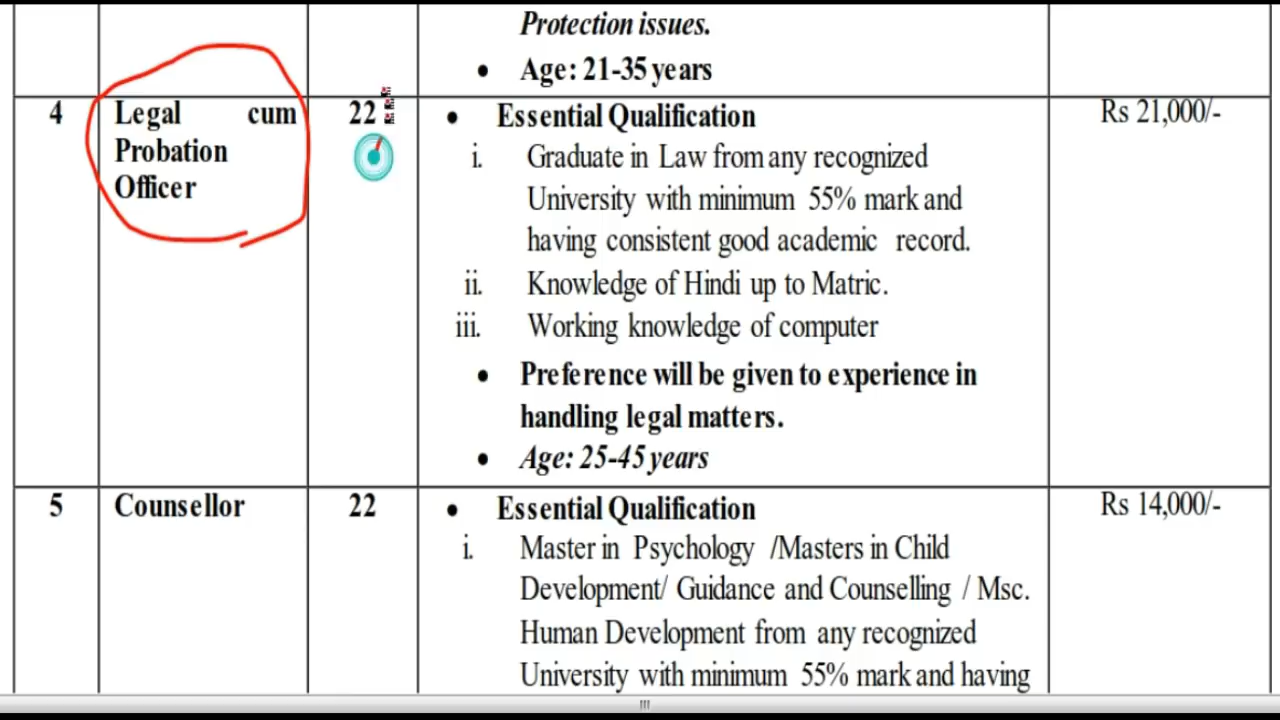 Protection issues.
• Age: 21-35 years
4 Legal cum 22 • Essential Qualification Rs 21,000/-
Probation i. Graduate in Law from any recognized
Officer University with minimum 55% mark and
having consistent good academic record.
ii. Knowledge of Hindi up to Matric.
iii. Working knowledge of computer
• Preference will be given to experience in
handling legal matters.
• Age: 25-45 years
5 Counsellor 22 • Essential Qualification Rs 14,000/-
i. Master in Psychology /Masters in Child
Development/ Guidance and Counselling / Msc.
Human Development from any recognized
University with minimum 55% mark and having